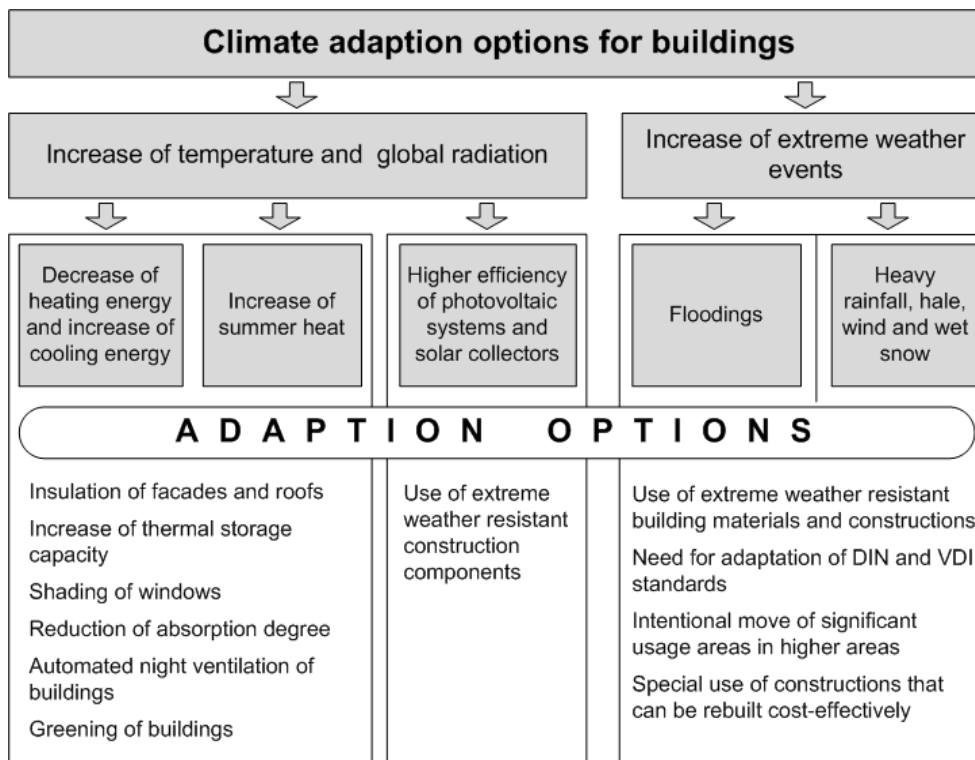 Climate adaption options for buildings
Increase of temperature and  global radiation
Increase of extreme weather
events
Decrease of
heating energy
and increase of
cooling energy
Increase of
summer heat
Higher efficiency
of photovoltaic
systems and
solar collectors
Floodings
Heavy
rainfall, hale,
wind and wet
snow
ADAPTION OPTIONS
Insulation of facades and roofs
Increase of thermal storage
capacity
Shading of windows
Reduction of absorption degree
Automated night ventilation of
buildings
Greening of buildings
Use of extreme
weather resistant
construction
components
Use of extreme weather resistant
building materials and constructions
Need for adaptation of DIN and VDI
standards
Intentional move of significant
usage areas in higher areas
Special use of constructions that
can be rebuilt cost-effectively